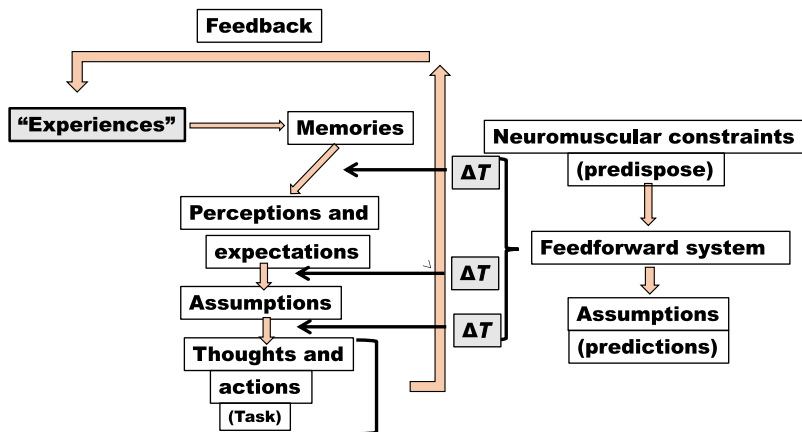 Feedback
“Experiences”
Memories
Perceptions and
expectations
Assumptions
Thoughts and
actions
(Task)
ΔT
ΔT
ΔT
Neuromuscular constraints
(predispose)
Feedforward system
Assumptions
(predictions)